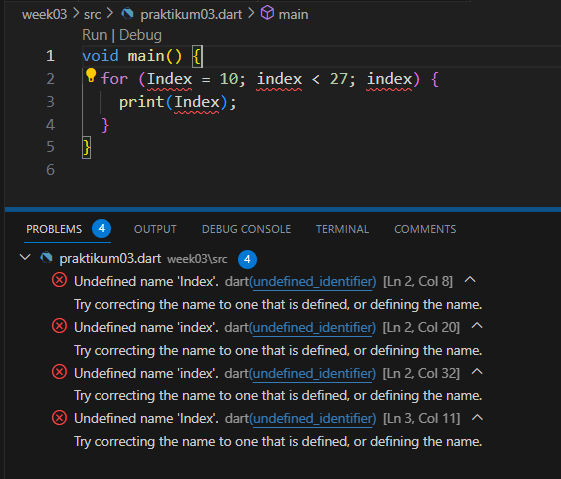 week03 > src > praktikum03.dart > main
Run | Debug
1 void main() {
2 for (Index = 10; index < 27; index) {
3 print(Index);
4 }
5 }
6
PROBLEMS 4 OUTPUT DEBUG CONSOLE TERMINAL COMMENTS
praktikum03.dart week03\src 4
Undefined name 'Index'. dart(undefined_identifier) [Ln 2, Col 8]
Try correcting the name to one that is defined, or defining the name.
Undefined name 'index'. dart(undefined_identifier) [Ln 2, Col 20]
Try correcting the name to one that is defined, or defining the name.
Undefined name 'index'. dart(undefined_identifier) [Ln 2, Col 32]
Try correcting the name to one that is defined, or defining the name.
Undefined name 'Index'. dart(undefined_identifier) [Ln 3, Col 11]
Try correcting the name to one that is defined, or defining the name.